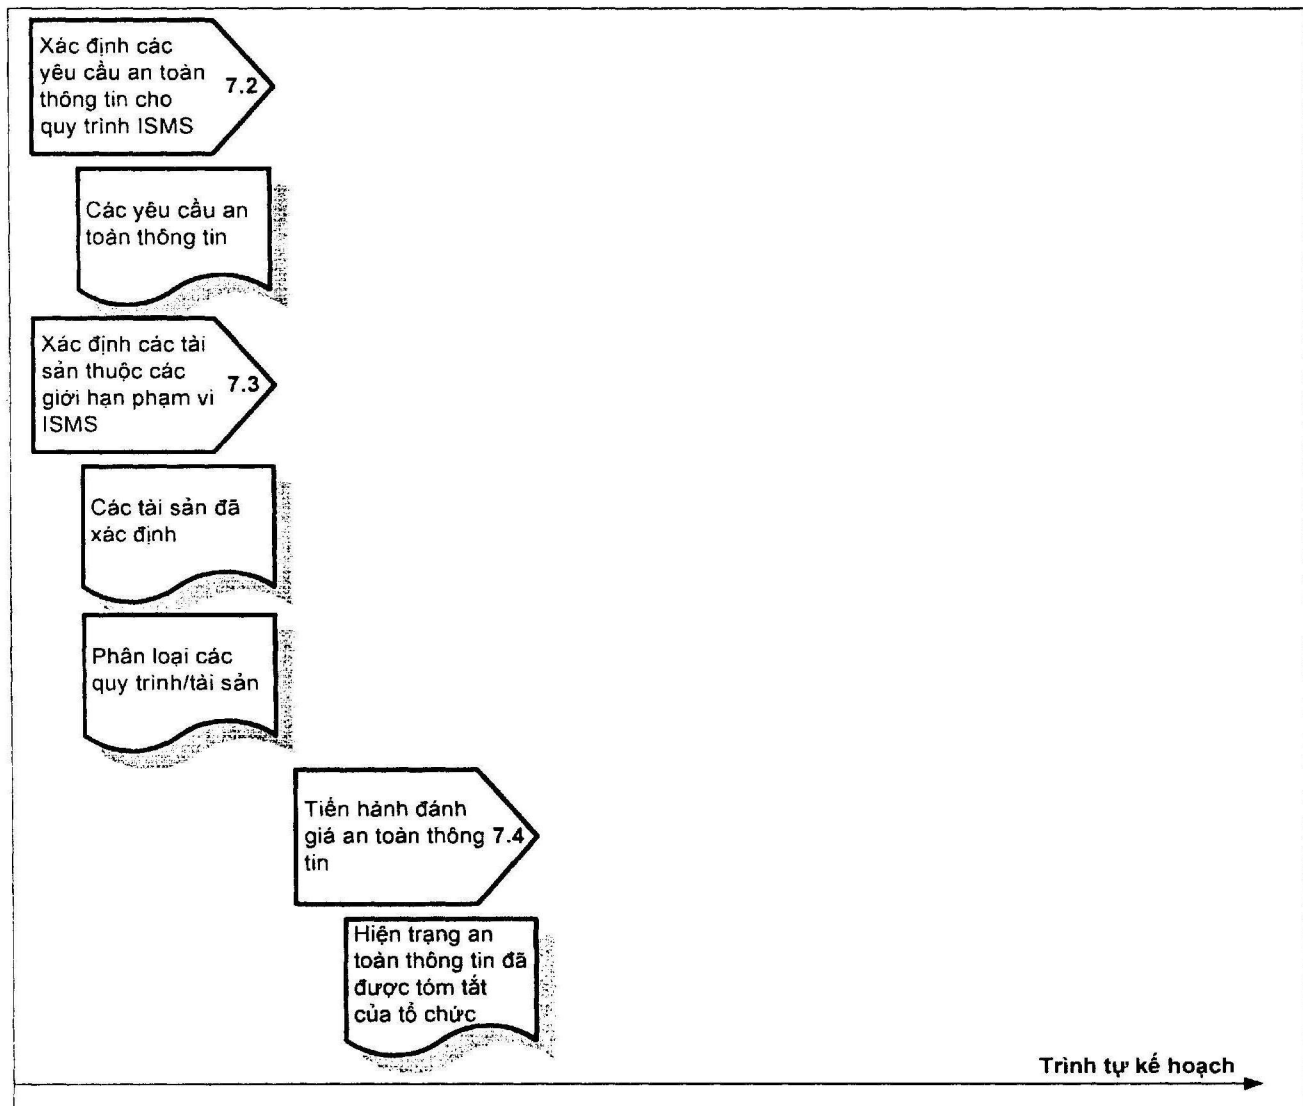 Xác định các
yêu cầu an toàn
thông tin cho
quy trình ISMS
7.2
Các yêu cầu an
toàn thông tin
Xác định các tài
sản thuộc các
giới hạn phạm vi
ISMS
7.3
Các tài sản đã
xác định
Phân loại các
quy trình/tài sản
Tiến hành đánh
giá an toàn thông
tin
7.4
Hiện trạng an
toàn thông tin đã
được tóm tắt
của tổ chức
Trình tự kế hoạch